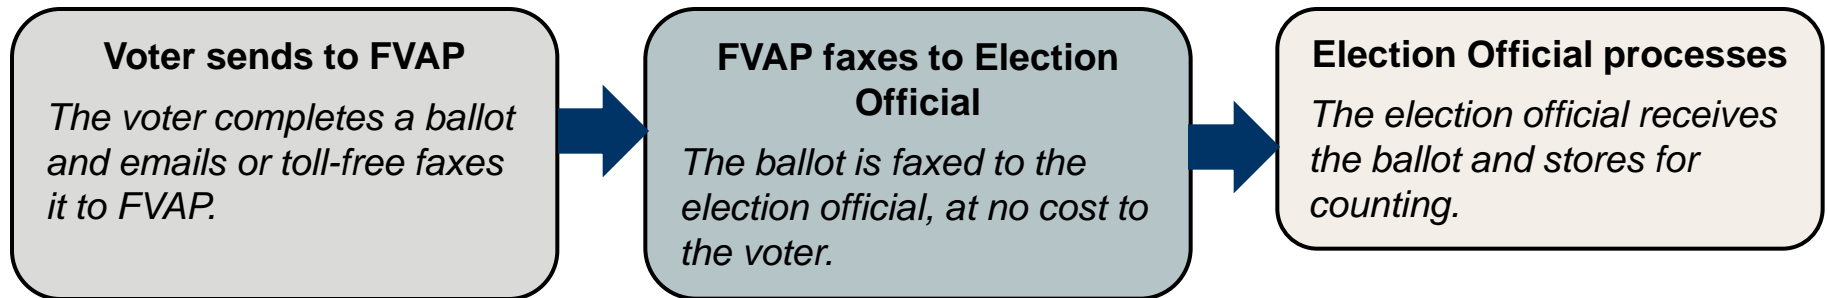 Voter sends to FVAP
The voter completes a ballot
and emails or toll-free faxes
it to FVAP.
FVAP faxes to Election
Official
The ballot is faxed to the
election official, at no cost to
the voter.
Election Official processes
The election official receives
the ballot and stores for
counting.